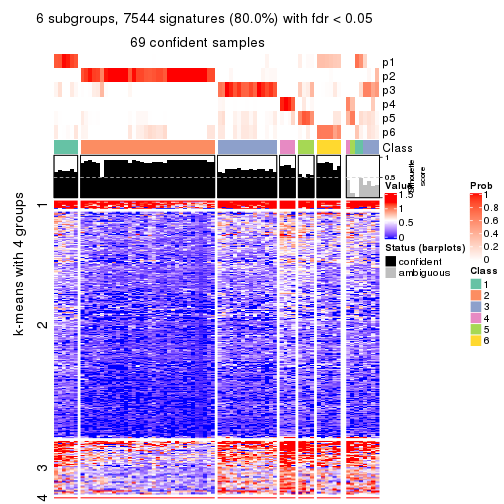 6 subgroups, 7544 signatures (80.0%) with fdr < 0.05
69 confident samples
p1
p2
p3
p4
p5
p6
Class
1
0.5
0
silhouette
score
k-means with 4 groups
1
2
3
4
Value
1.5
1
0.5
0
Status (barplots)
confident
ambiguous
Prob
1
0.8
0.6
0.4
0.2
0
Class
1
2
3
4
5
6